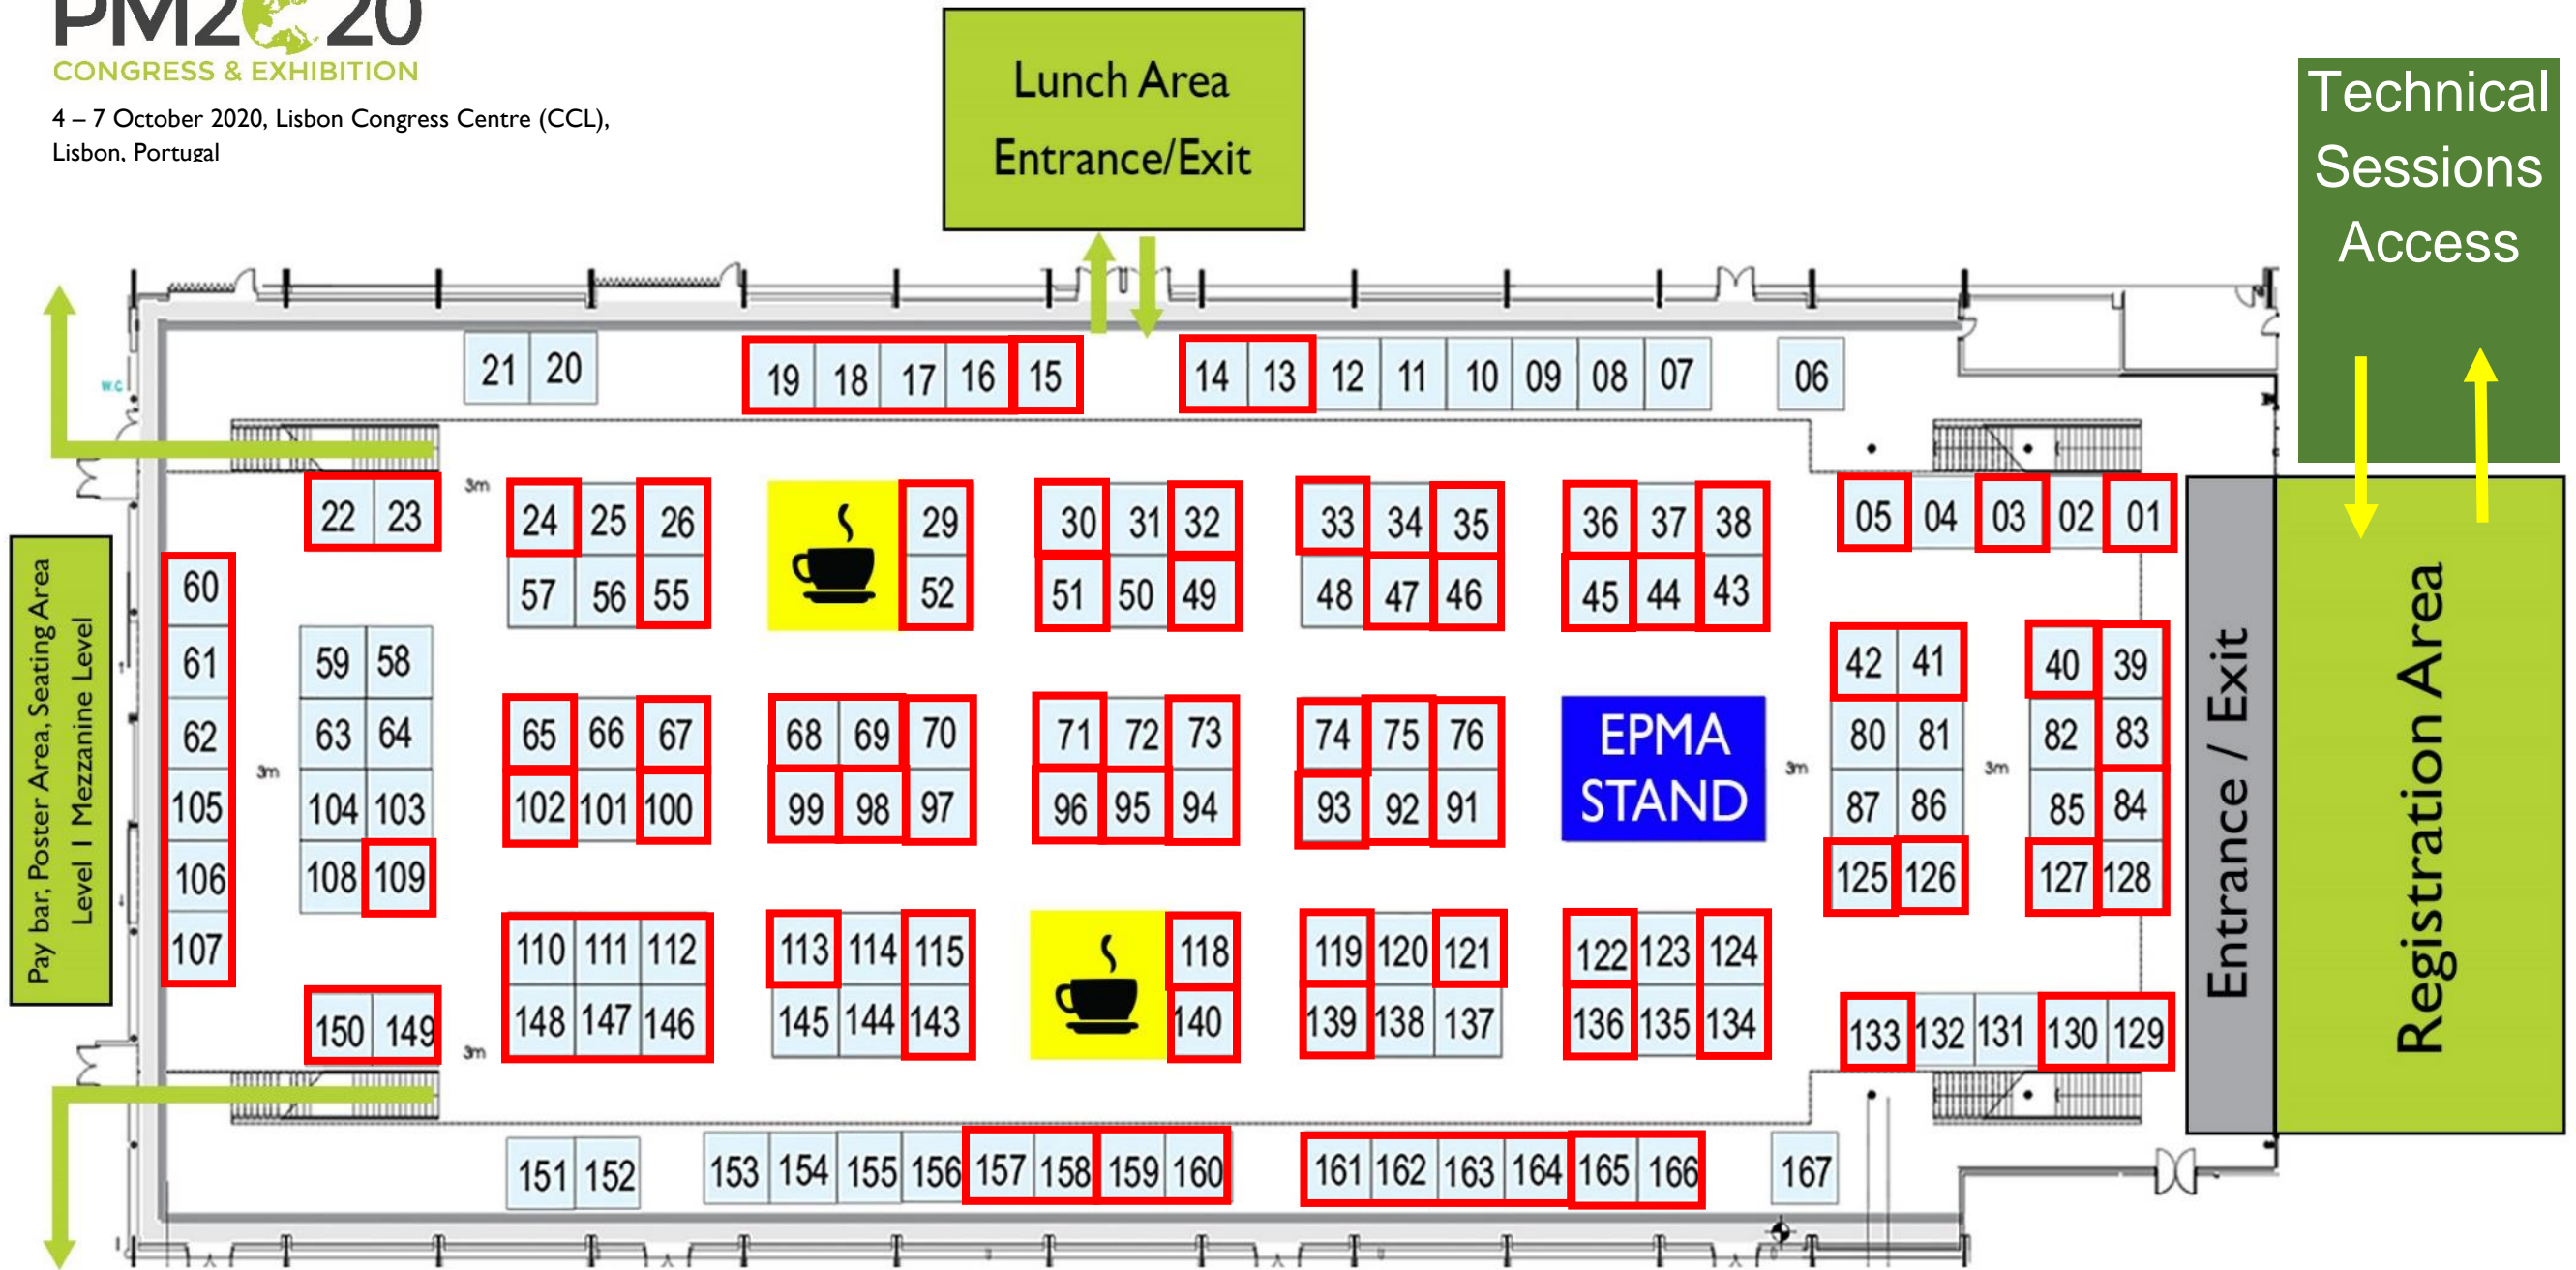 PM2020
CONGRESS & EXHIBITION
4 – 7 October 2020, Lisbon Congress Centre (CCL),
Lisbon, Portugal
Lunch Area
Entrance/Exit
Technical
Sessions
Access
W.C
21 20 19 18 17 16 15 14 13 12 11 10 09 08 07 06
3m
22 23 24 25 26 29 30 31 32 33 34 35 36 37 38 05 04 03 02 01
57 56 55 52 51 50 49 48 47 46 45 44 43
60
61 59 58 42 41 40 39
62 63 64 65 66 67 68 69 70 71 72 73 74 75 76 80 81 82 83
EPMA
STAND
3m 3m 3m
105 104 103 102 101 100 99 98 97 96 95 94 93 92 91 87 86 85 84
106 108 109 125 126 127 128
107 110 111 112 113 114 115 118 119 120 121 122 123 124
150 149 148 147 146 145 144 143 140 139 138 137 136 135 134 133 132 131 130 129
3m
151 152 153 154 155 156 157 158 159 160 161 162 163 164 165 166 167
Pay bar, Poster Area, Seating Area
Level 1 Mezzanine Level
Entrance / Exit
Registration Area